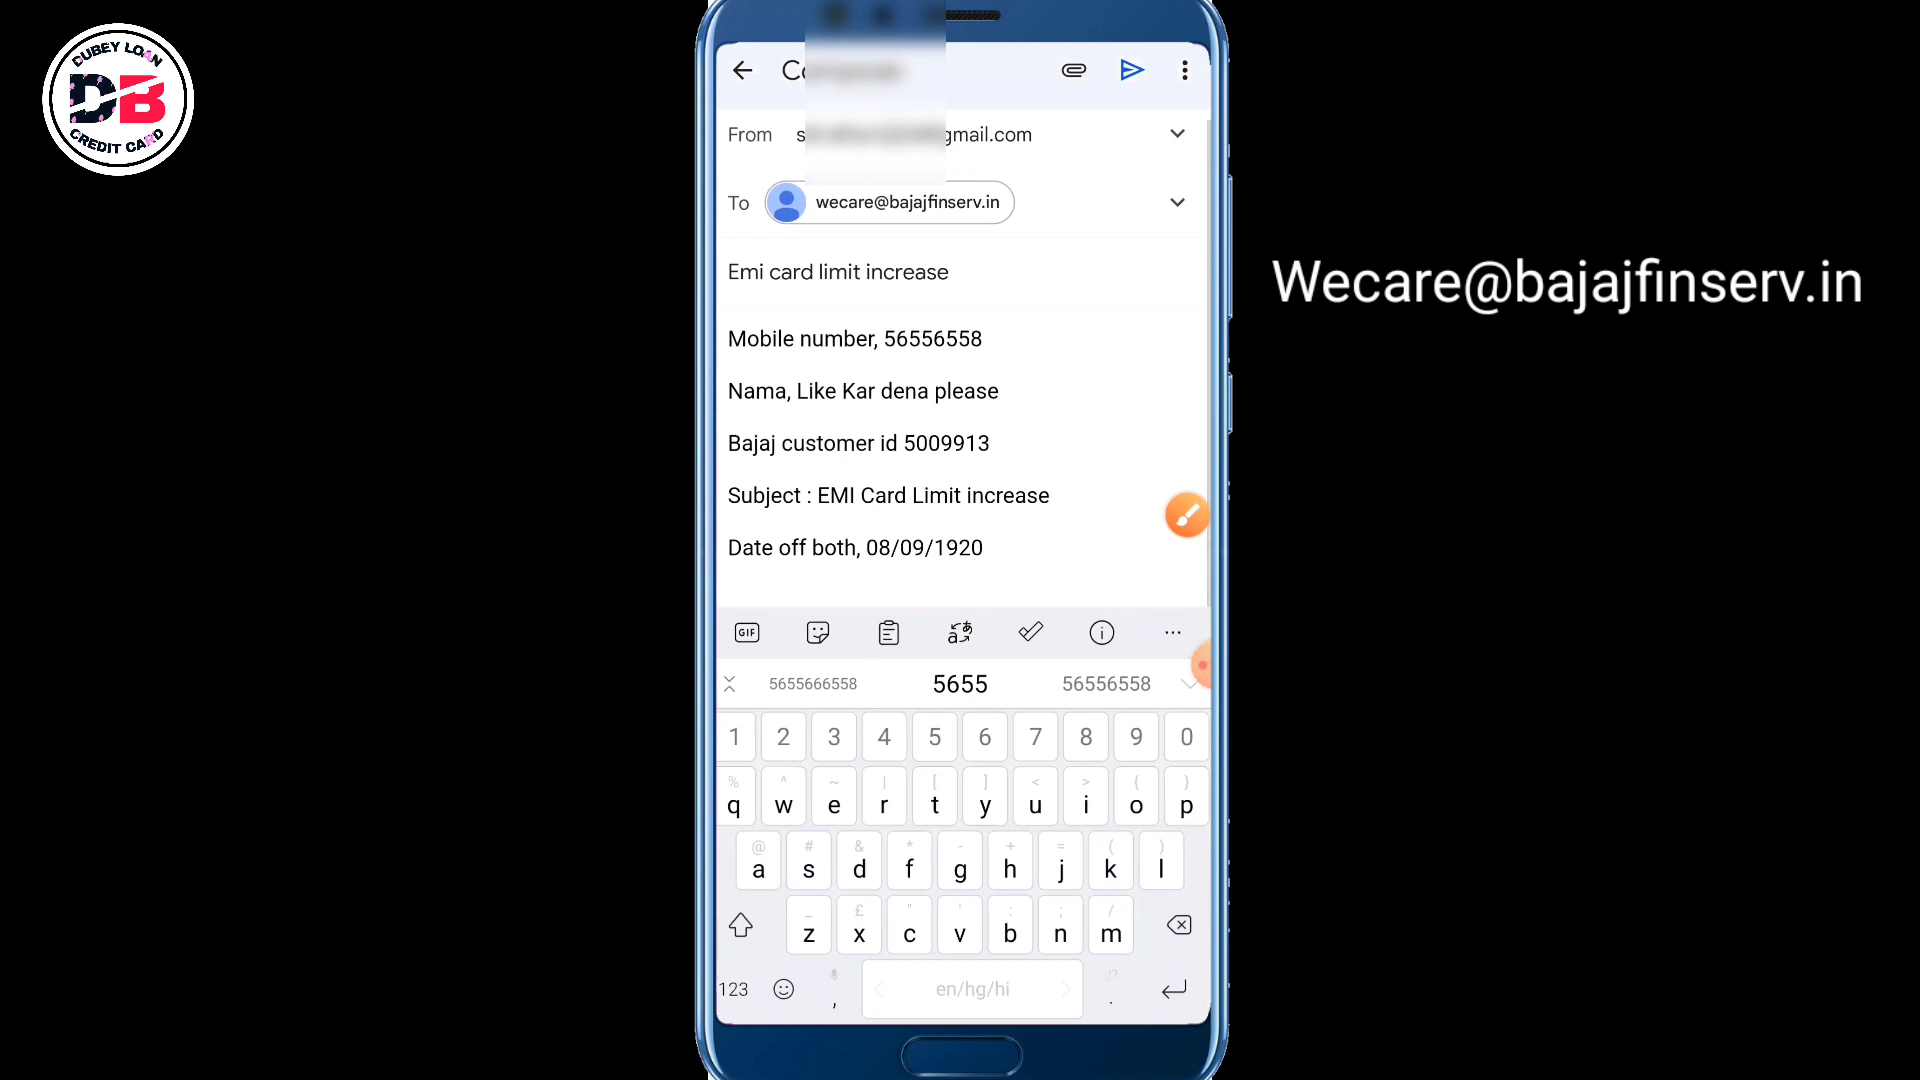 DUBEY LOAN
DB
CREDIT CARD
From gmail.com
To wecare@bajajfinserv.in
Emi card limit increase
Mobile number, 56556558
Nama, Like Kar dena please
Bajaj customer id 5009913
Subject : EMI Card Limit increase
Date off both, 08/09/1920
Wecare@bajajfinserv.in
GIF
5655666558 5655 56556558
1 2 3 4 5 6 7 8 9 0
% ^ ~ | [ ] < > { }
q w e r t y u i o p
@ # & * - + = ( )
a s d f g h j k l
_ £ " ' : ; /
z x c v b n m
!?
123 , en/hg/hi .